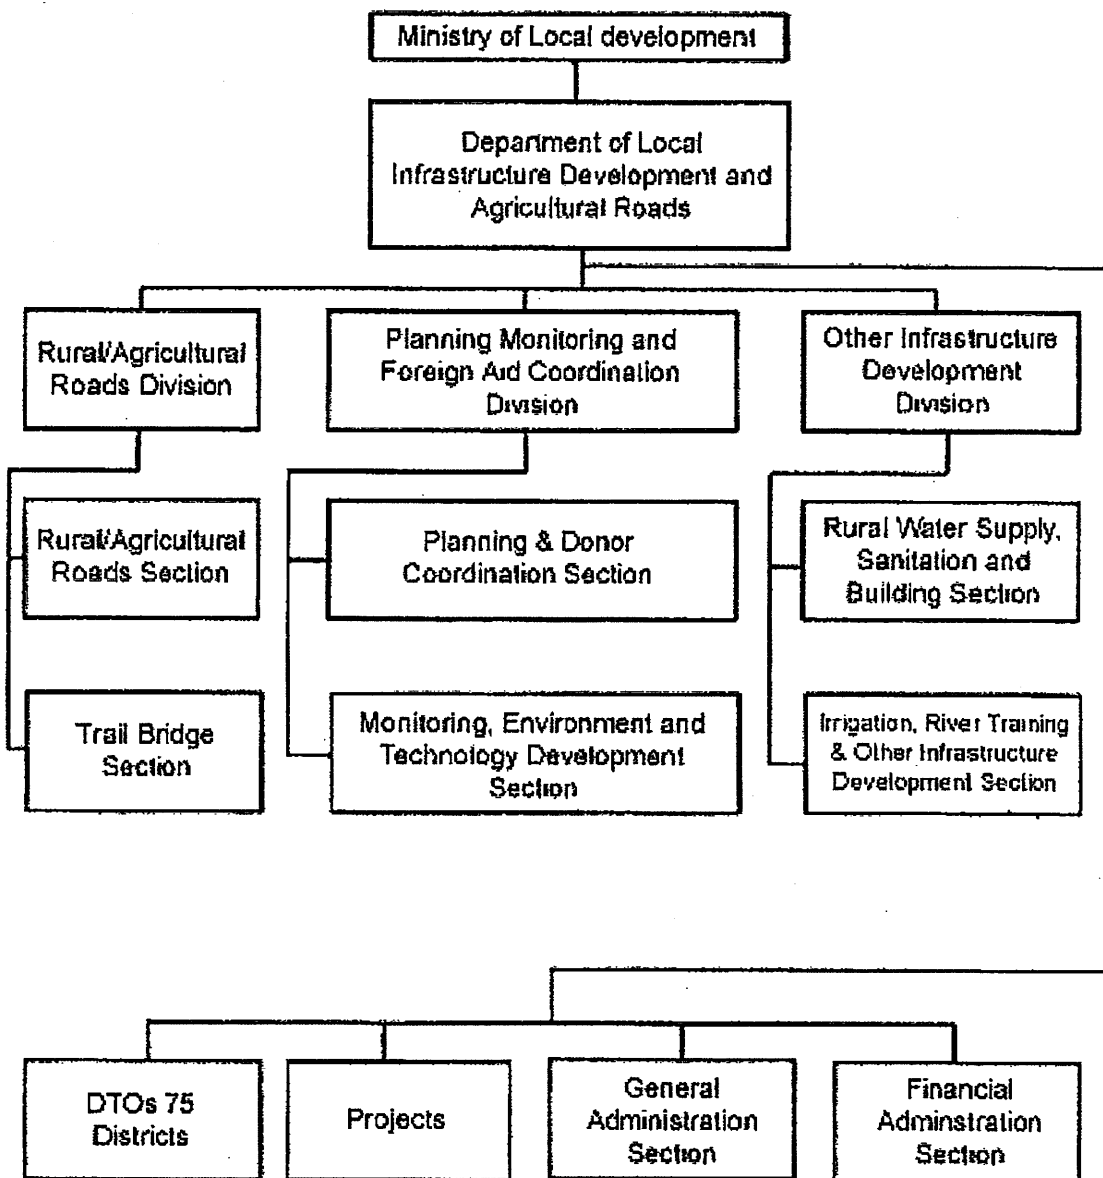 Ministry of Local development
Department of Local
Infrastructure Development and
Agricultural Roads
Rural/Agricultural
Roads Division
Planning Monitoring and
Foreign Aid Coordination
Division
Other Infrastructure
Development
Division
Rural/Agricultural
Roads Section
Planning & Donor
Coordination Section
Rural Water Supply,
Sanitation and
Building Section
Trail Bridge
Section
Monitoring, Environment and
Technology Development
Section
Irrigation, River Training
& Other Infrastructure
Development Section
DTOs 75
Districts
Projects
General
Administration
Section
Financial
Adminstration
Section